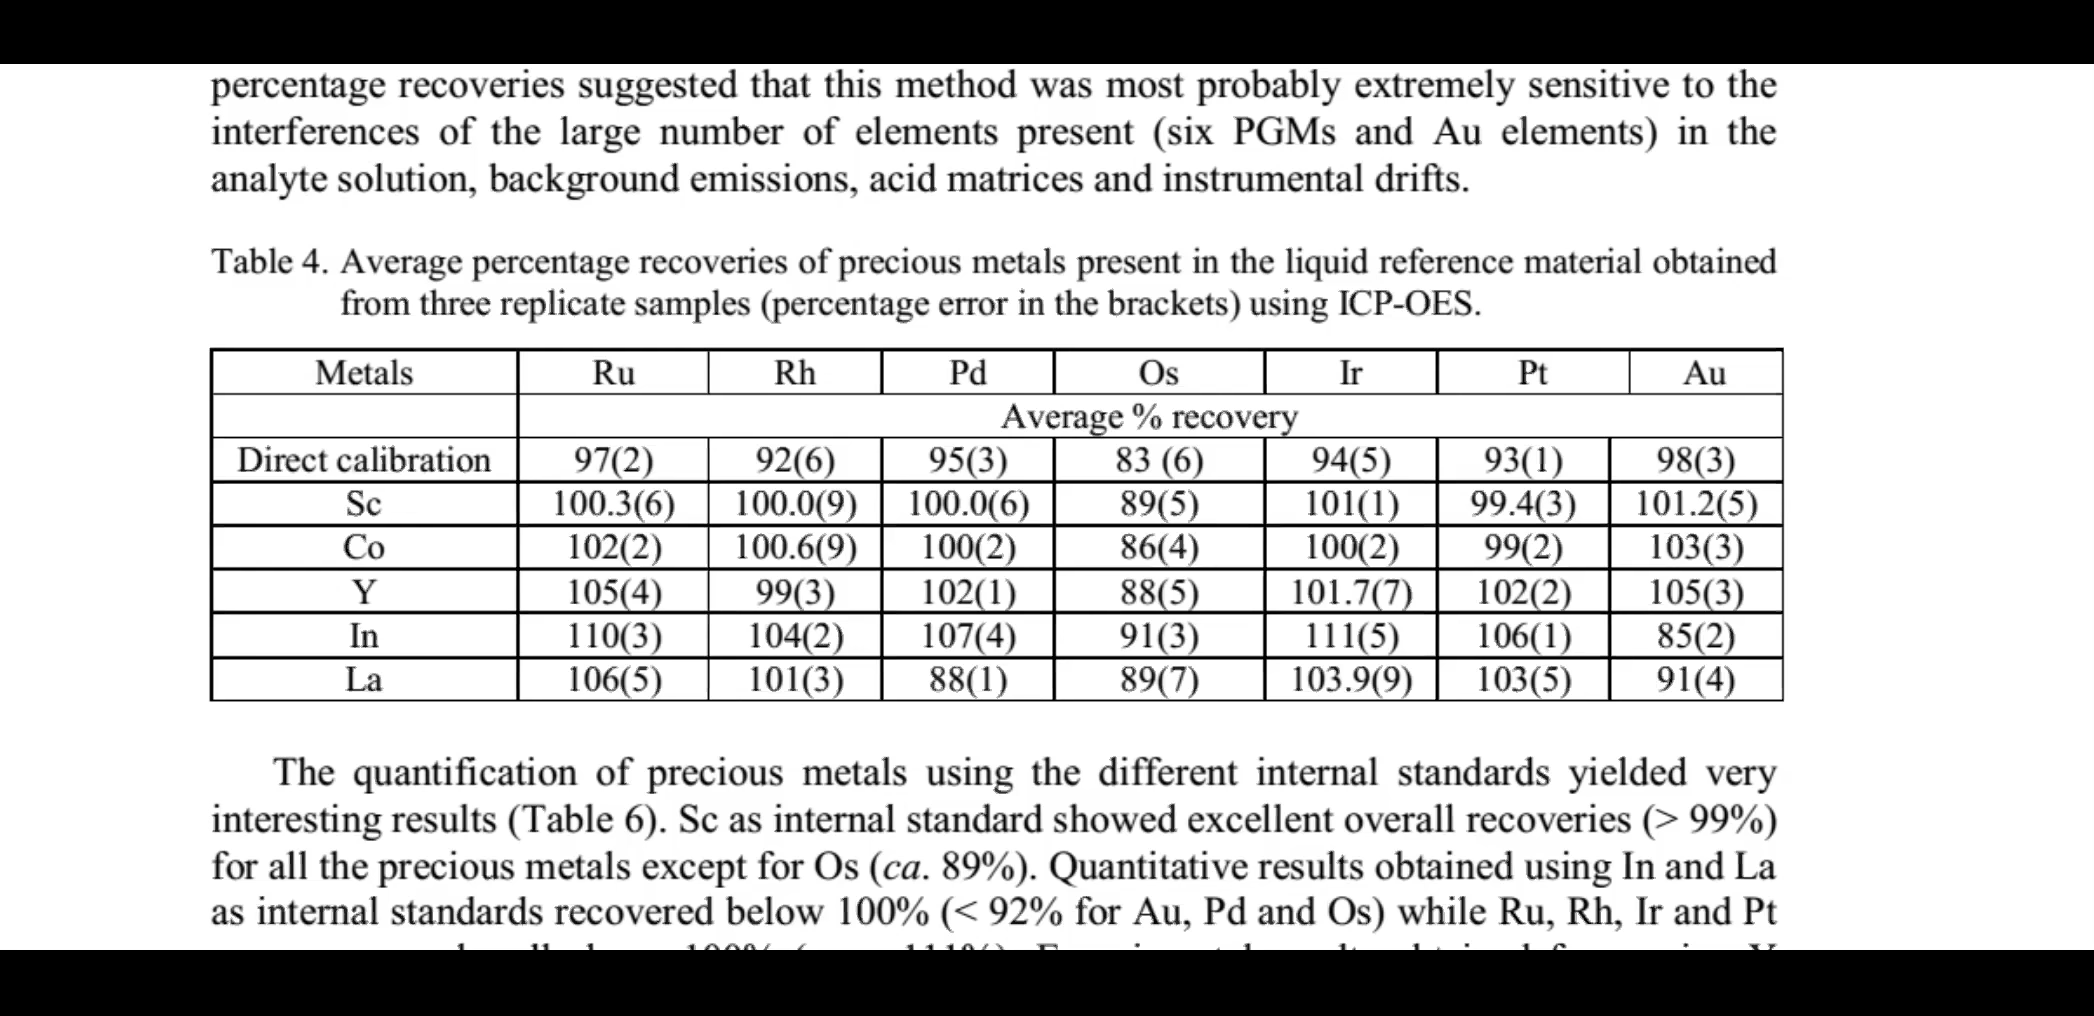 percentage recoveries suggested that this method was most probably extremely sensitive to the
interferences of the large number of elements present (six PGMs and Au elements) in the
analyte solution, background emissions, acid matrices and instrumental drifts.
Table 4. Average percentage recoveries of precious metals present in the liquid reference material obtained
from three replicate samples (percentage error in the brackets) using ICP-OES.
Metals Ru Rh Pd Os Ir Pt Au
Average % recovery
Direct calibration 97(2) 92(6) 95(3) 83 (6) 94(5) 93(1) 98(3)
Sc 100.3(6) 100.0(9) 100.0(6) 89(5) 101(1) 99.4(3) 101.2(5)
Co 102(2) 100.6(9) 100(2) 86(4) 100(2) 99(2) 103(3)
Y 105(4) 99(3) 102(1) 88(5) 101.7(7) 102(2) 105(3)
In 110(3) 104(2) 107(4) 91(3) 111(5) 106(1) 85(2)
La 106(5) 101(3) 88(1) 89(7) 103.9(9) 103(5) 91(4)
The quantification of precious metals using the different internal standards yielded very
interesting results (Table 6). Sc as internal standard showed excellent overall recoveries (> 99%)
for all the precious metals except for Os (ca. 89%). Quantitative results obtained using In and La
as internal standards recovered below 100% (< 92% for Au, Pd and Os) while Ru, Rh, Ir and Pt